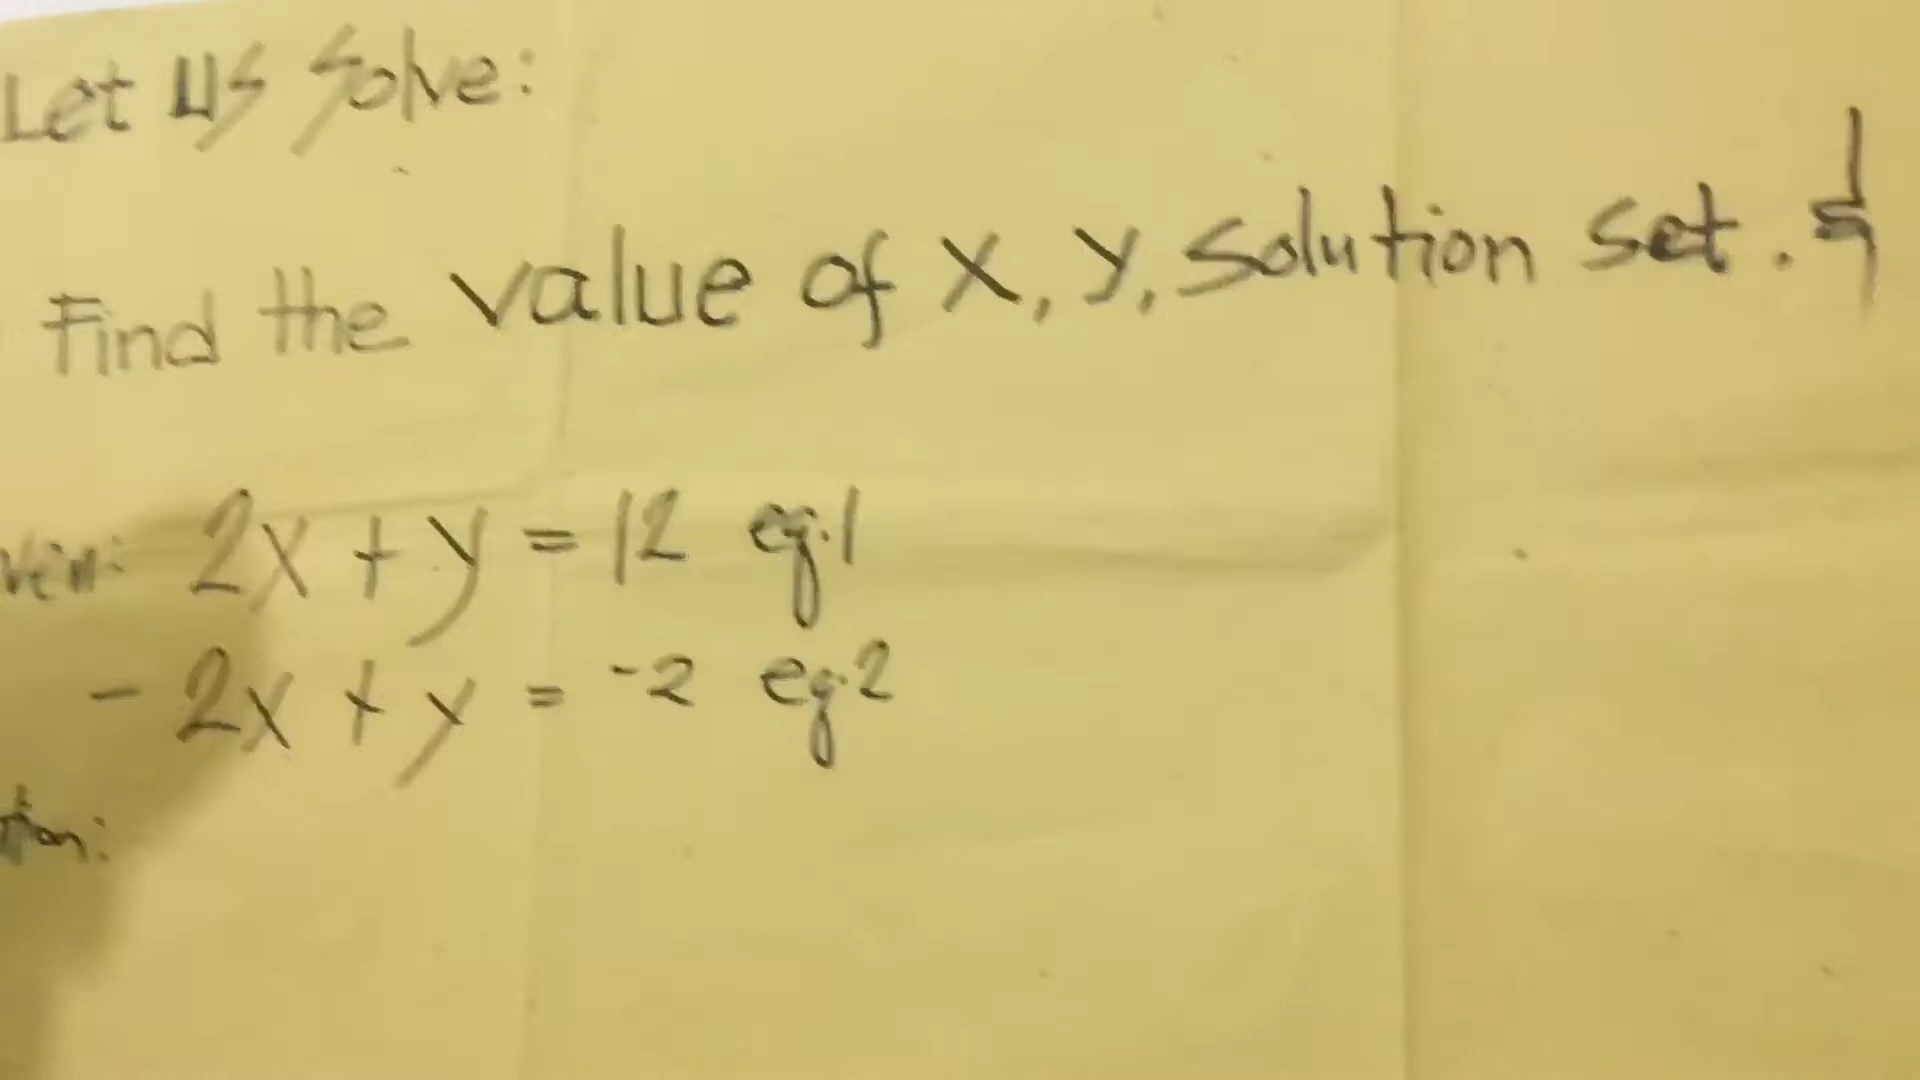 Let us solve:
Find the value of x, y, solution set. &
2x + y = 12 eq.1
- 2x + y = -2 eq.2